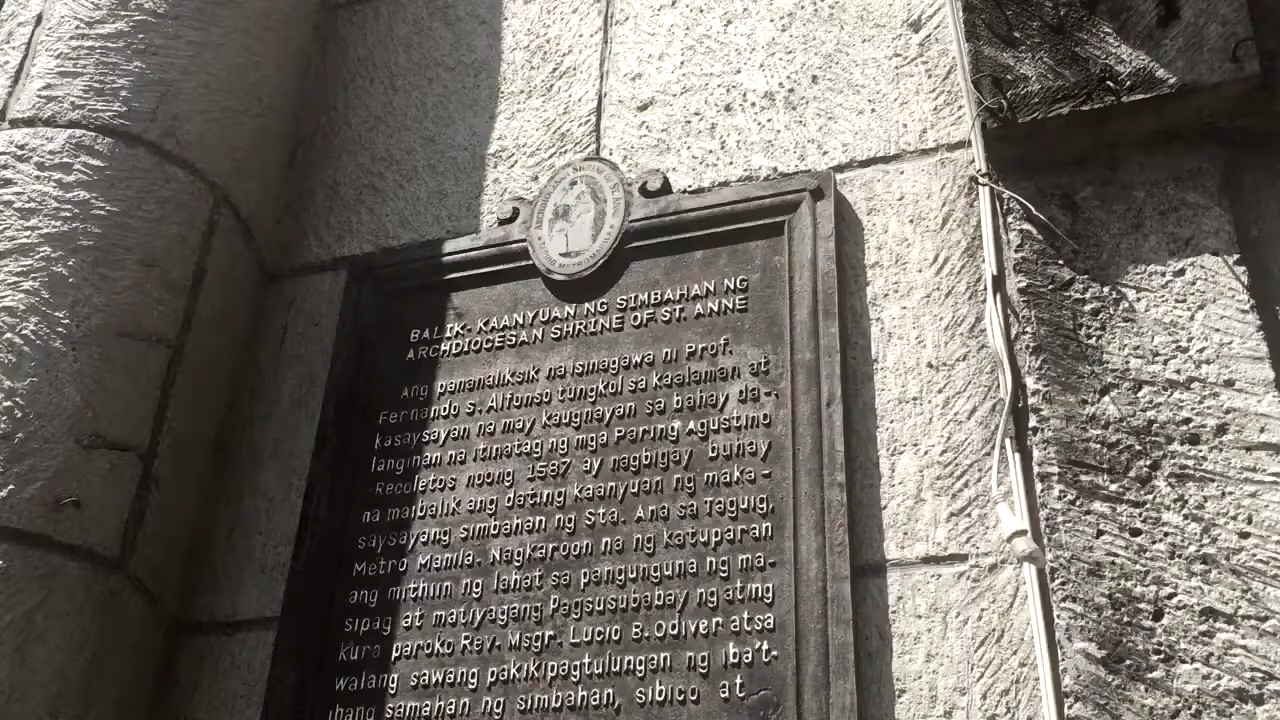 BALIK-KAANYUAN NG SIMBAHAN NG
ARCHDIOCESAN SHRINE OF ST. ANNE
Ang pananaliksik na isinagawa ni Prof.
Fernando S. Alfonso tungkol sa kaalaman at
kasaysayan na may kaugnayan sa bahay da-
langinan na itinatag ng mga Paring Agustino
-Recoletos noong 1587 ay nagbigay buhay
na maibalik ang dating kaanyuan ng maka-
saysayang simbahan ng Sta. Ana sa Taguig,
Metro Manila. Nagkaroon na ng katuparan
ang mithiin ng lahat sa pangunguna ng ma-
sipag at matiyagang Pagsusubabay ng ating
kura paroko Rev. Msgr. Lucio B. Odiver at sa
walang sawang pakikipagtulungan ng iba't-
ibang samahan ng simbahan, sibico at